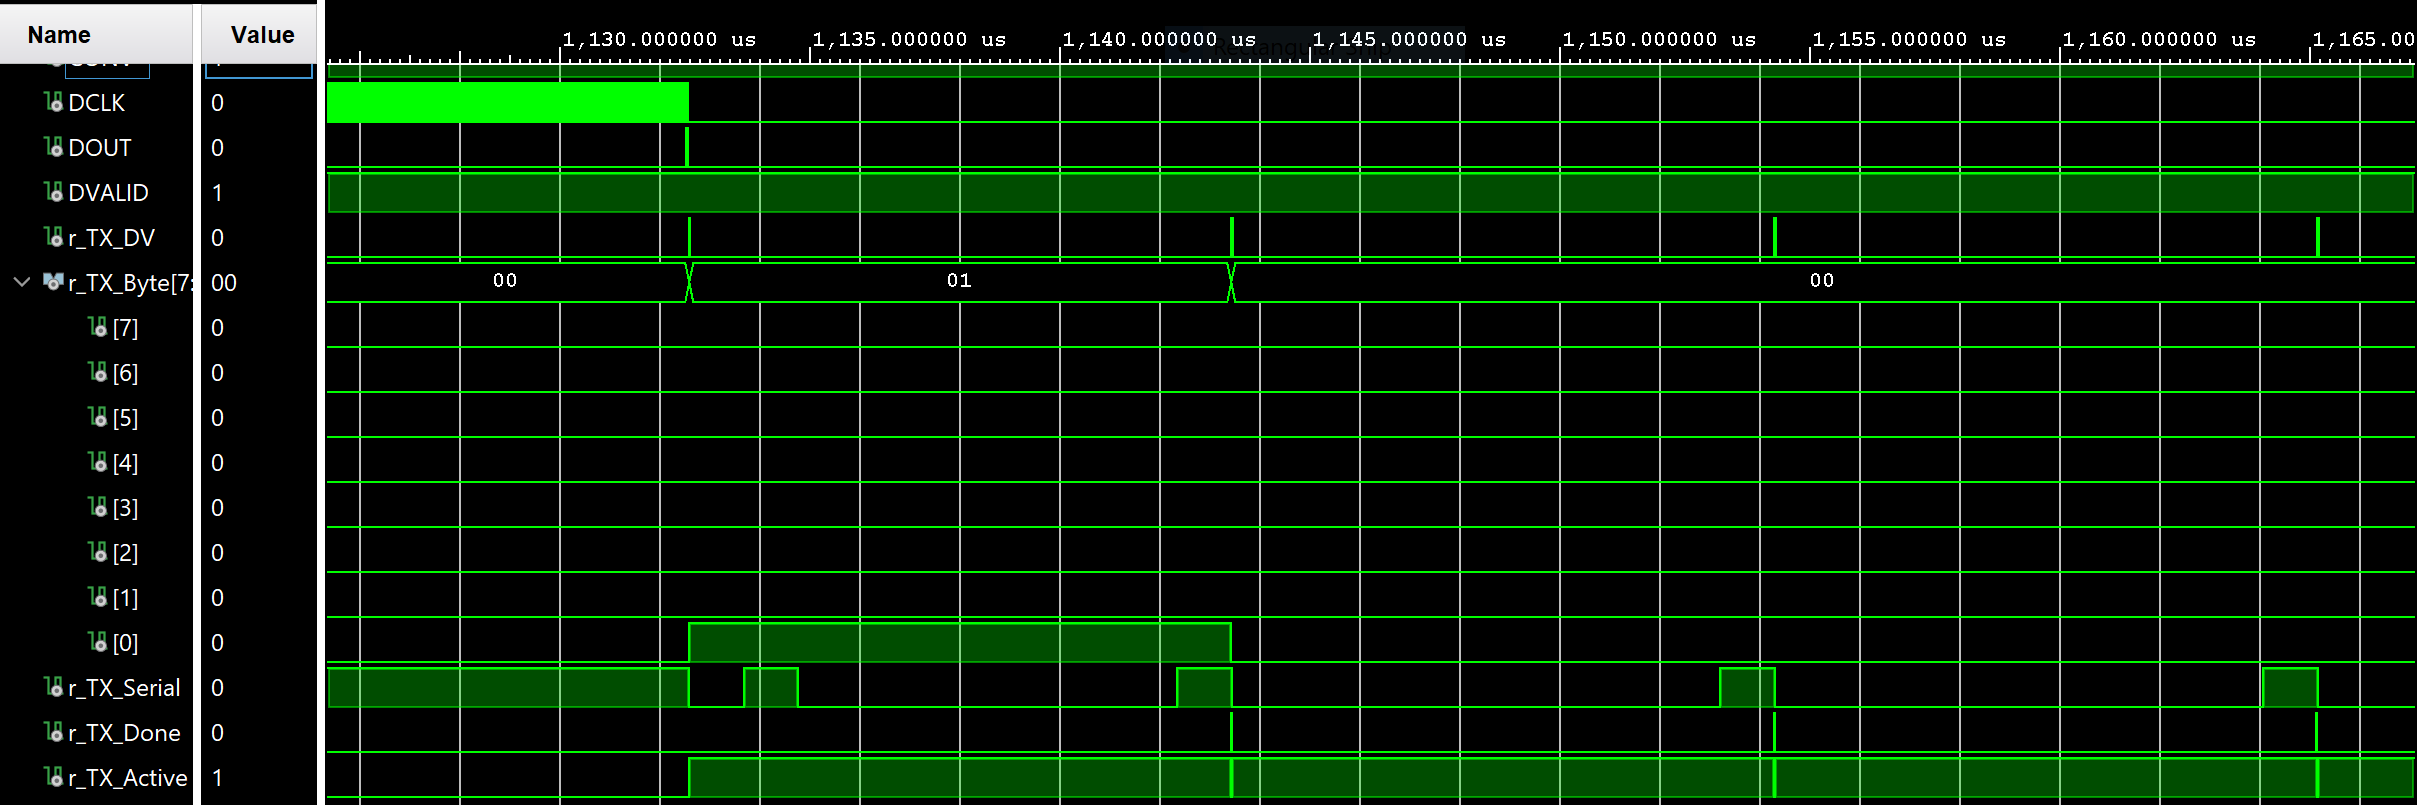 Name Value
1,130.000000 us 1,135.000000 us 1,140.000000 us 1,145.000000 us 1,150.000000 us 1,155.000000 us 1,160.000000 us 1,165.00
DCLK 0
DOUT 0
DVALID 1
r_TX_DV 0
r_TX_Byte[7: 00 00 01 00
[7] 0
[6] 0
[5] 0
[4] 0
[3] 0
[2] 0
[1] 0
[0] 0
r_TX_Serial 0
r_TX_Done 0
r_TX_Active 1